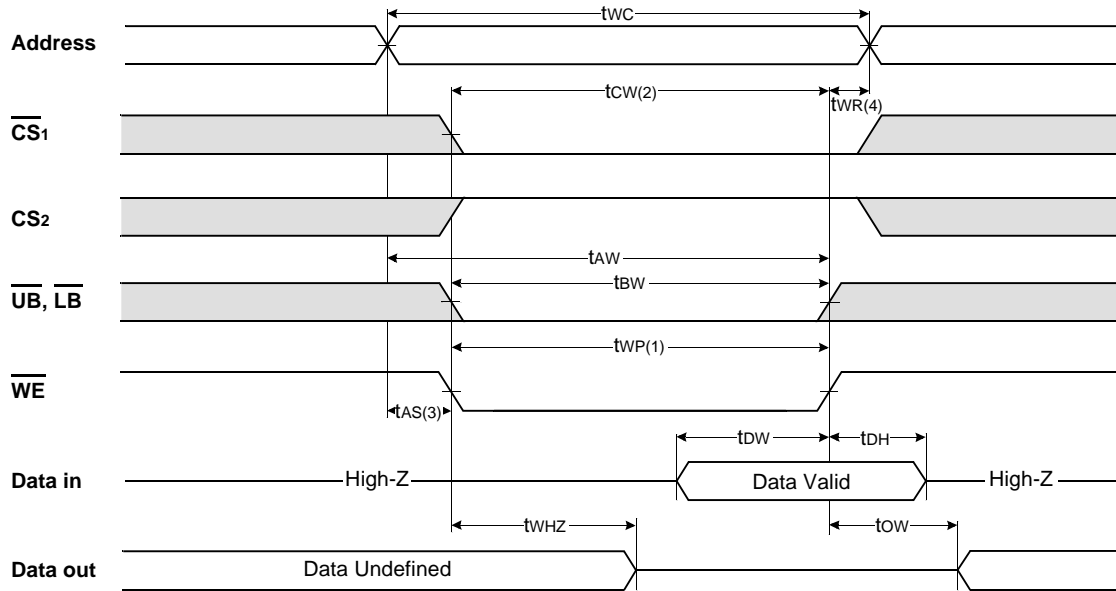 tWC
Address
tCW(2)
tWR(4)
CS1
CS2
tAW
tBW
UB, LB
tWP(1)
WE
tAS(3)
tDW
tDH
Data in
High-Z
Data Valid
High-Z
tWHZ
tOW
Data out
Data Undefined